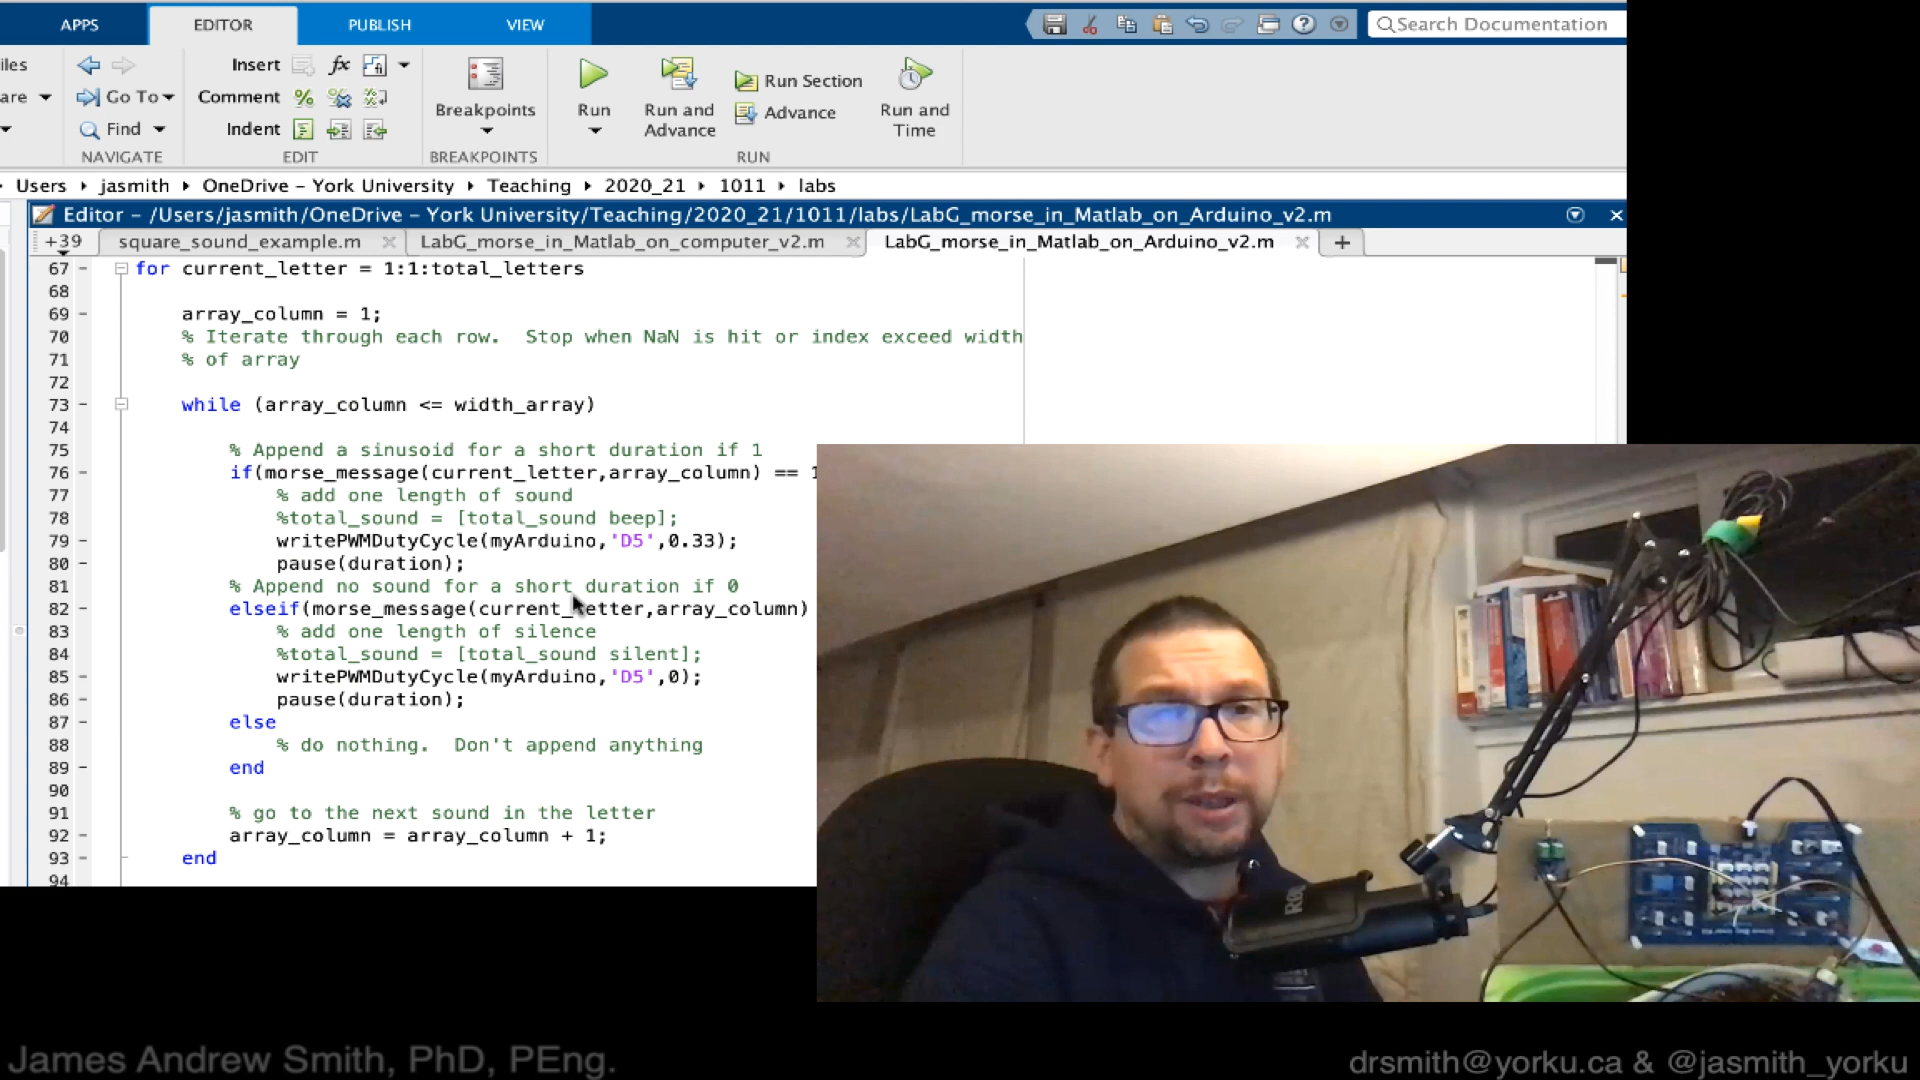 APPS EDITOR PUBLISH VIEW Search Documentation
iles Insert fx
are Go To Comment % Breakpoints Run Run and Advance Run Section Advance Run and Time
Find Indent
NAVIGATE EDIT BREAKPOINTS RUN
Users jasmith OneDrive – York University Teaching 2020_21 1011 labs
Editor – /Users/jasmith/OneDrive – York University/Teaching/2020_21/1011/labs/LabG_morse_in_Matlab_on_Arduino_v2.m
+39 square_sound_example.m LabG_morse_in_Matlab_on_computer_v2.m LabG_morse_in_Matlab_on_Arduino_v2.m +
67 – for current_letter = 1:1:total_letters
68
69 – array_column = 1;
70 % Iterate through each row.  Stop when NaN is hit or index exceed width
71 % of array
72
73 – while (array_column <= width_array)
74
75 % Append a sinusoid for a short duration if 1
76 – if(morse_message(current_letter,array_column) == 1
77 % add one length of sound
78 %total_sound = [total_sound beep];
79 – writePWMDutyCycle(myArduino,'D5',0.33);
80 – pause(duration);
81 % Append no sound for a short duration if 0
82 – elseif(morse_message(current_letter,array_column)
83 % add one length of silence
84 %total_sound = [total_sound silent];
85 – writePWMDutyCycle(myArduino,'D5',0);
86 – pause(duration);
87 – else
88 % do nothing.  Don't append anything
89 – end
90
91 % go to the next sound in the letter
92 – array_column = array_column + 1;
93 – end
94
James Andrew Smith, PhD, PEng.
drsmith@yorku.ca & @jasmith_yorku